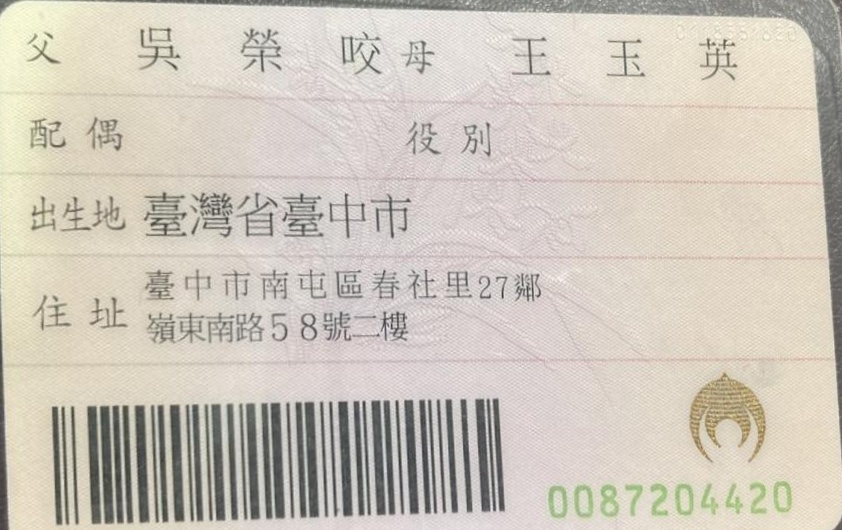 父 吳榮咬 母 王玉英
配偶 役別
出生地 臺灣省臺中市
住址 臺中市南屯區春社里27鄰
嶺東南路58號二樓
0087204420